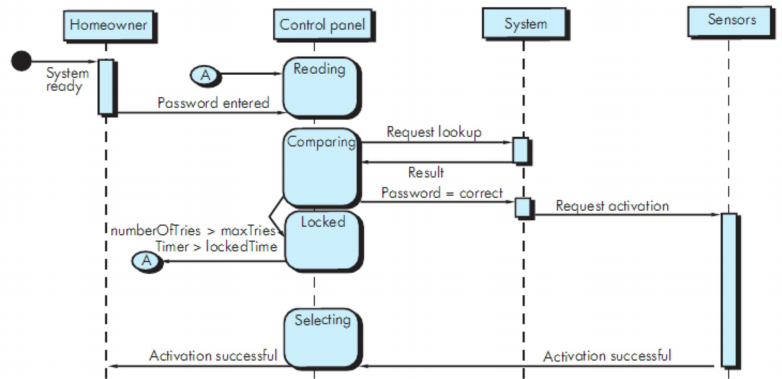 Homeowner
Control panel
System
Sensors
System
ready
A
Reading
Password entered
Comparing
Request lookup
Result
Password = correct
Request activation
numberOfTries > maxTries
Locked
Timer > lockedTime
A
Selecting
Activation successful
Activation successful